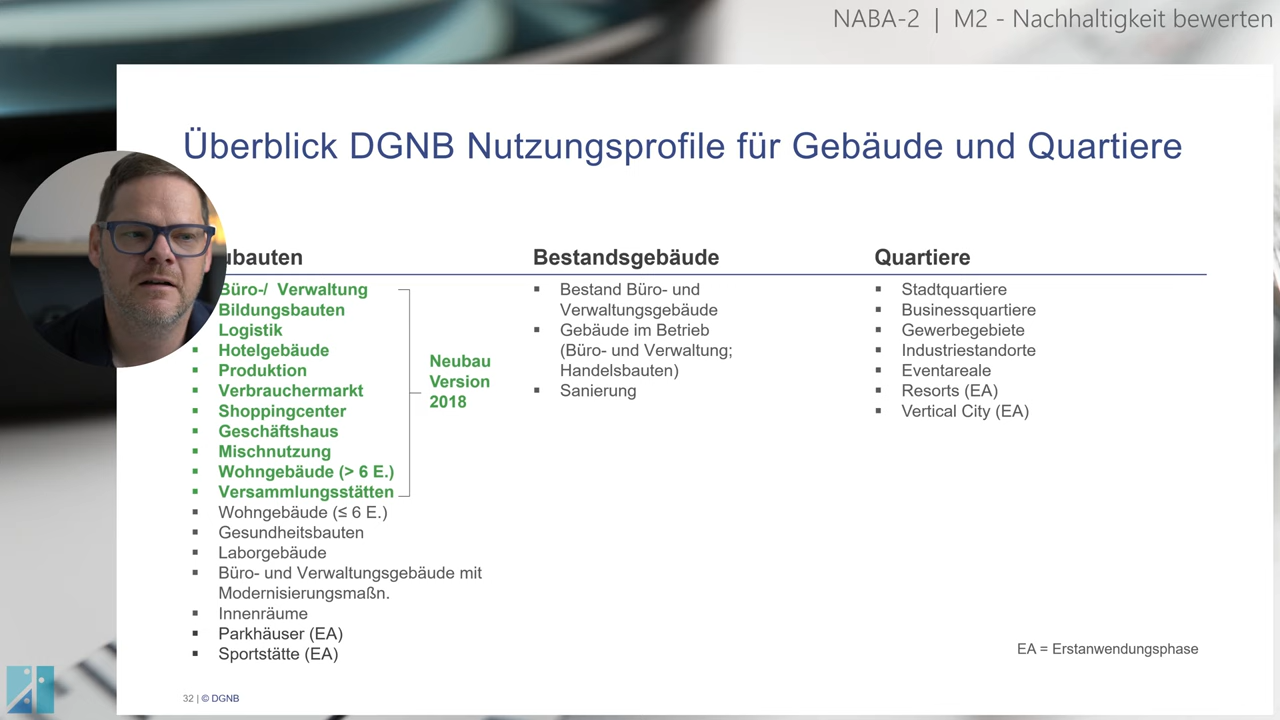 NABA-2 | M2 - Nachhaltigkeit bewerten
Überblick DGNB Nutzungsprofile für Gebäude und Quartiere
ubauten
Büro-/ Verwaltung
Bildungsbauten
Logistik
Hotelgebäude
Produktion
Verbrauchermarkt
Shoppingcenter
Geschäftshaus
Mischnutzung
Wohngebäude (> 6 E.)
Versammlungsstätten
Neubau
Version
2018
Wohngebäude (≤ 6 E.)
Gesundheitsbauten
Laborgebäude
Büro- und Verwaltungsgebäude mit
Modernisierungsmaßn.
Innenräume
Parkhäuser (EA)
Sportstätte (EA)
Bestandsgebäude
Bestand Büro- und
Verwaltungsgebäude
Gebäude im Betrieb
(Büro- und Verwaltung;
Handelsbauten)
Sanierung
Quartiere
Stadtquartiere
Businessquartiere
Gewerbegebiete
Industriestandorte
Eventareale
Resorts (EA)
Vertical City (EA)
EA = Erstanwendungsphase
32 | © DGNB